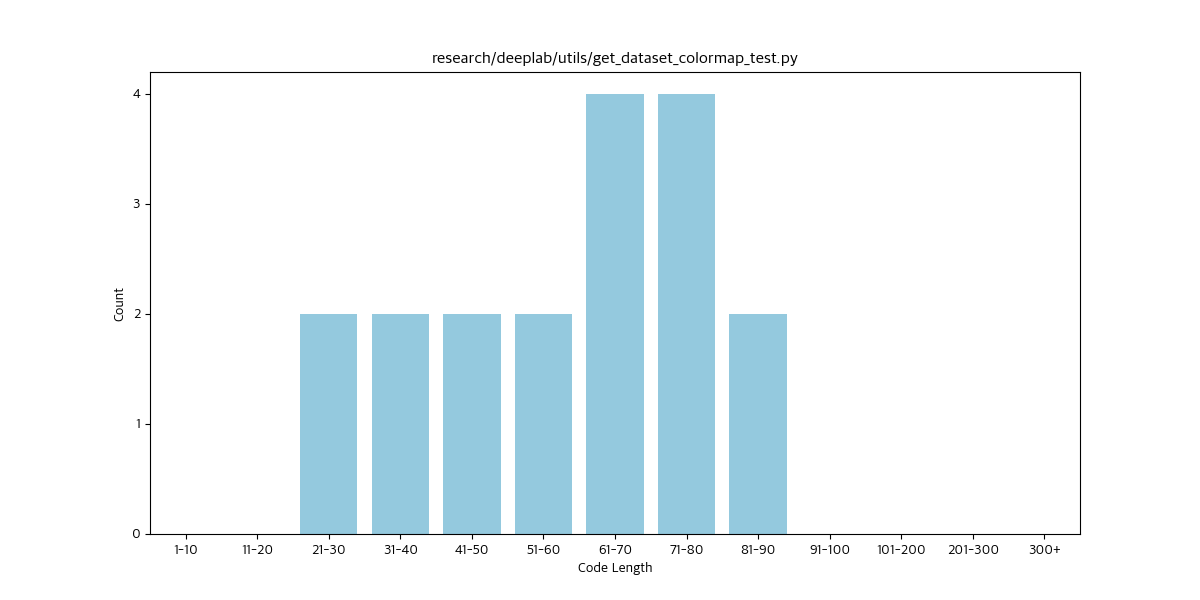 research/deeplab/utils/get_dataset_colormap_test.py
Count
4
3
2
1
0
1-10 11-20 21-30 31-40 41-50 51-60 61-70 71-80 81-90 91-100 101-200 201-300 300+
Code Length